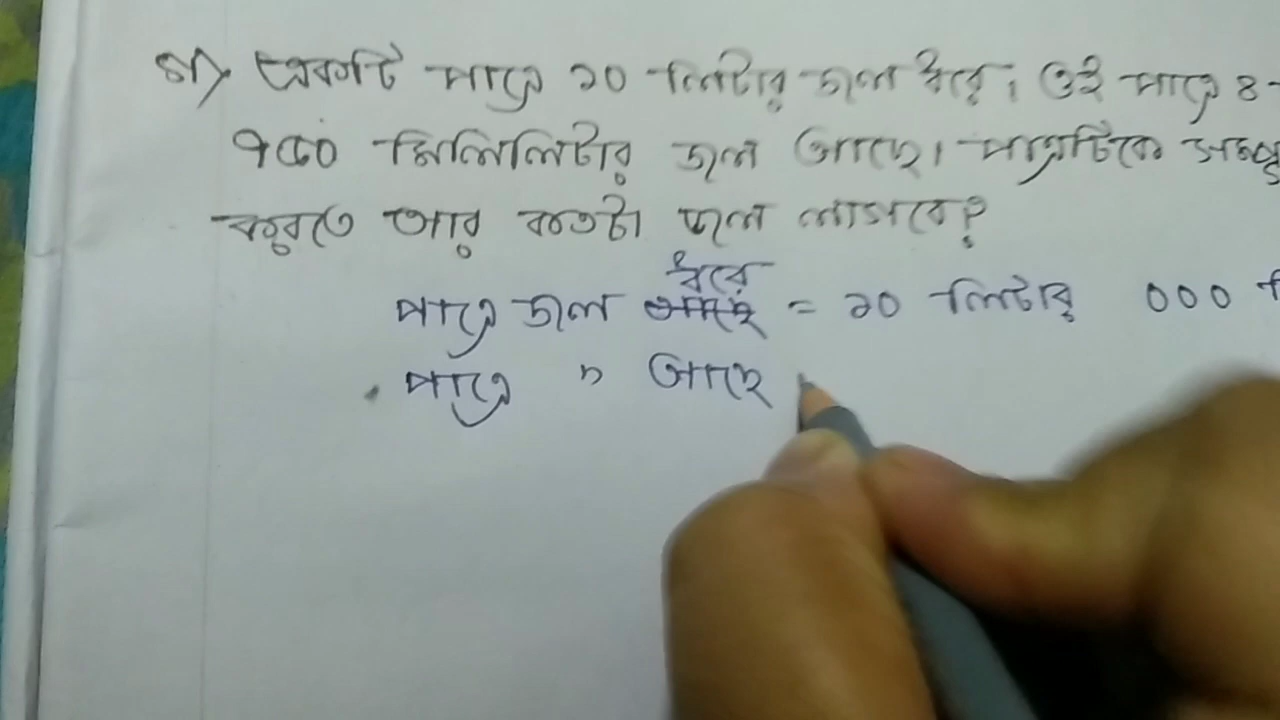 গ) একটি পাত্রে ১০ লিটার জল ধরে। ওই পাত্রে ৪
৭৫০ মিলিলিটার জল আছে। পাত্রটিকে সম্পূ
করতে আর কতটা জল লাগবে?
ধরে
পাত্রে জল আছে = ১০ লিটার ০০০
পাত্রে " আছে